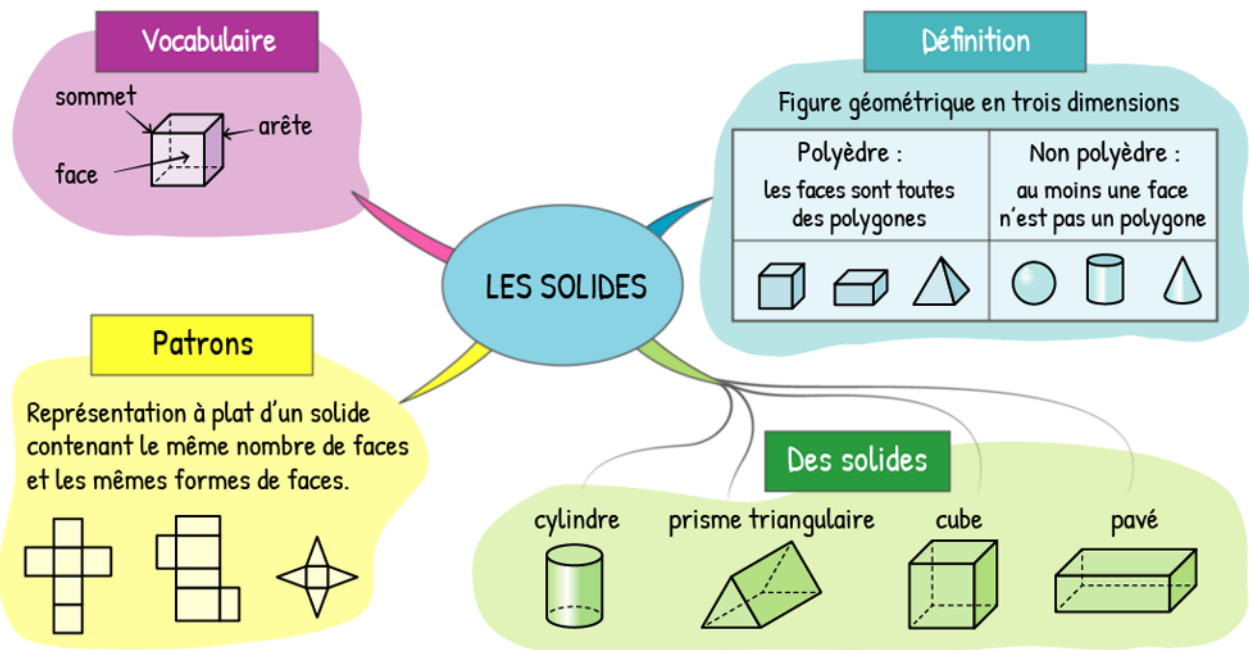 Vocabulaire
sommet
arête
face
Définition
Figure géométrique en trois dimensions
Polyèdre :
les faces sont toutes
des polygones
Non polyèdre :
au moins une face
n'est pas un polygone
LES SOLIDES
Patrons
Représentation à plat d'un solide
contenant le même nombre de faces
et les mêmes formes de faces.
Des solides
cylindre
prisme triangulaire
cube
pavé